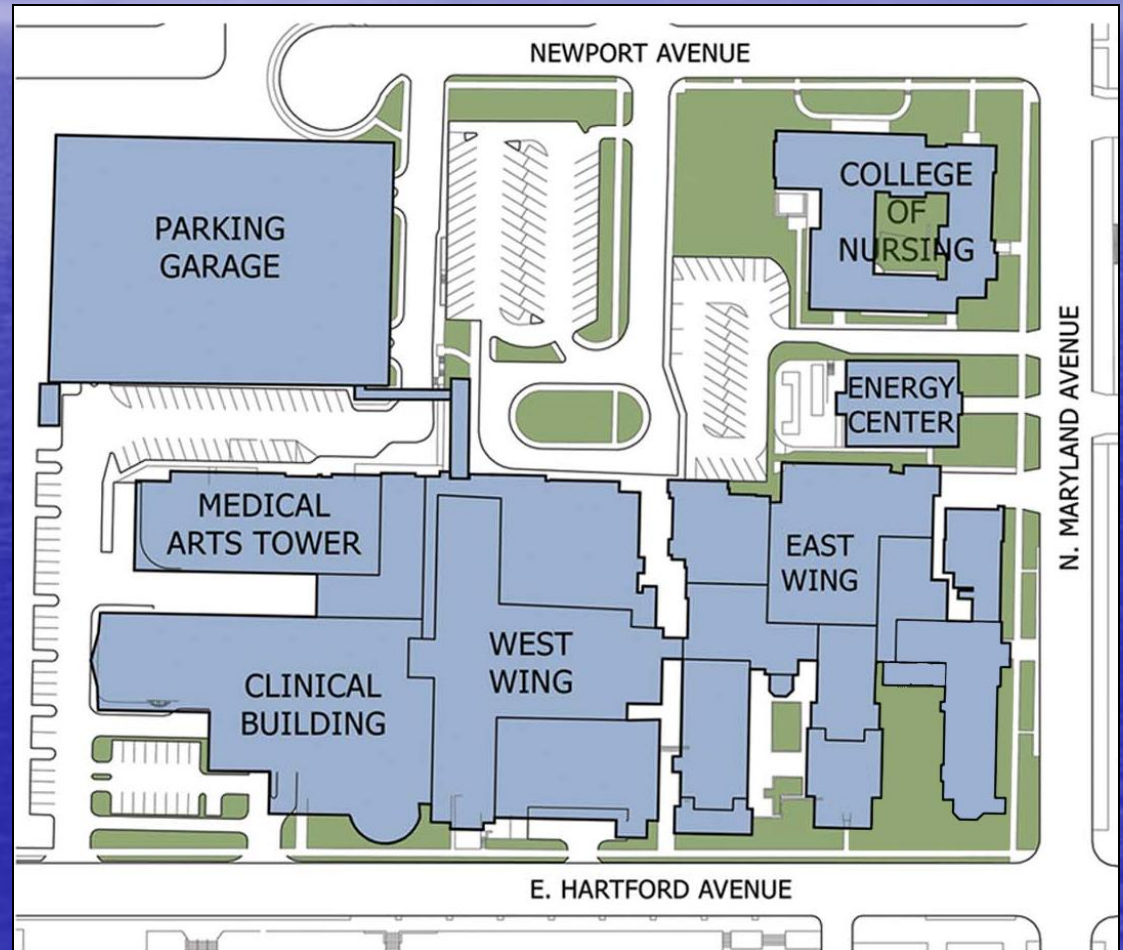 NEWPORT AVENUE
COLLEGE
OF
NURSING
PARKING
GARAGE
N. MARYLAND AVENUE
ENERGY
CENTER
MEDICAL
ARTS TOWER
EAST
WING
WEST
WING
CLINICAL
BUILDING
E. HARTFORD AVENUE